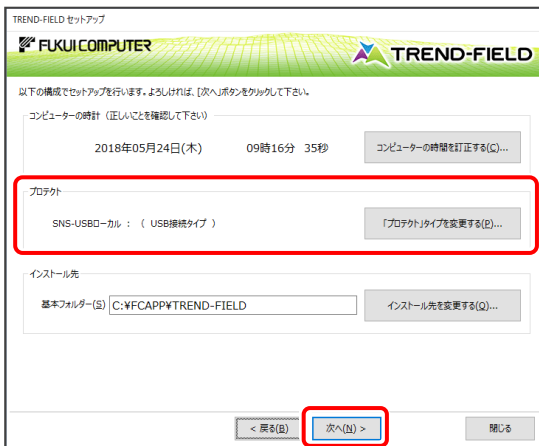 TREND-FIELD セットアップ
FUKUI COMPUTER
TREND-FIELD
以下の構成でセットアップを行います。よろしければ、[次へ]ボタンをクリックして下さい。
コンピューターの時計（正しいことを確認して下さい）
2018年05月24日(木) 09時16分 35秒 コンピューターの時間を訂正する(C)...
プロテクト
SNS-USBローカル ： （ USB接続タイプ ） 「プロテクト」タイプを変更する(P)...
インストール先
基本フォルダー(S) C:¥FCAPP¥TREND-FIELD インストール先を変更する(O)...
< 戻る(B) 次へ(N) > 閉じる